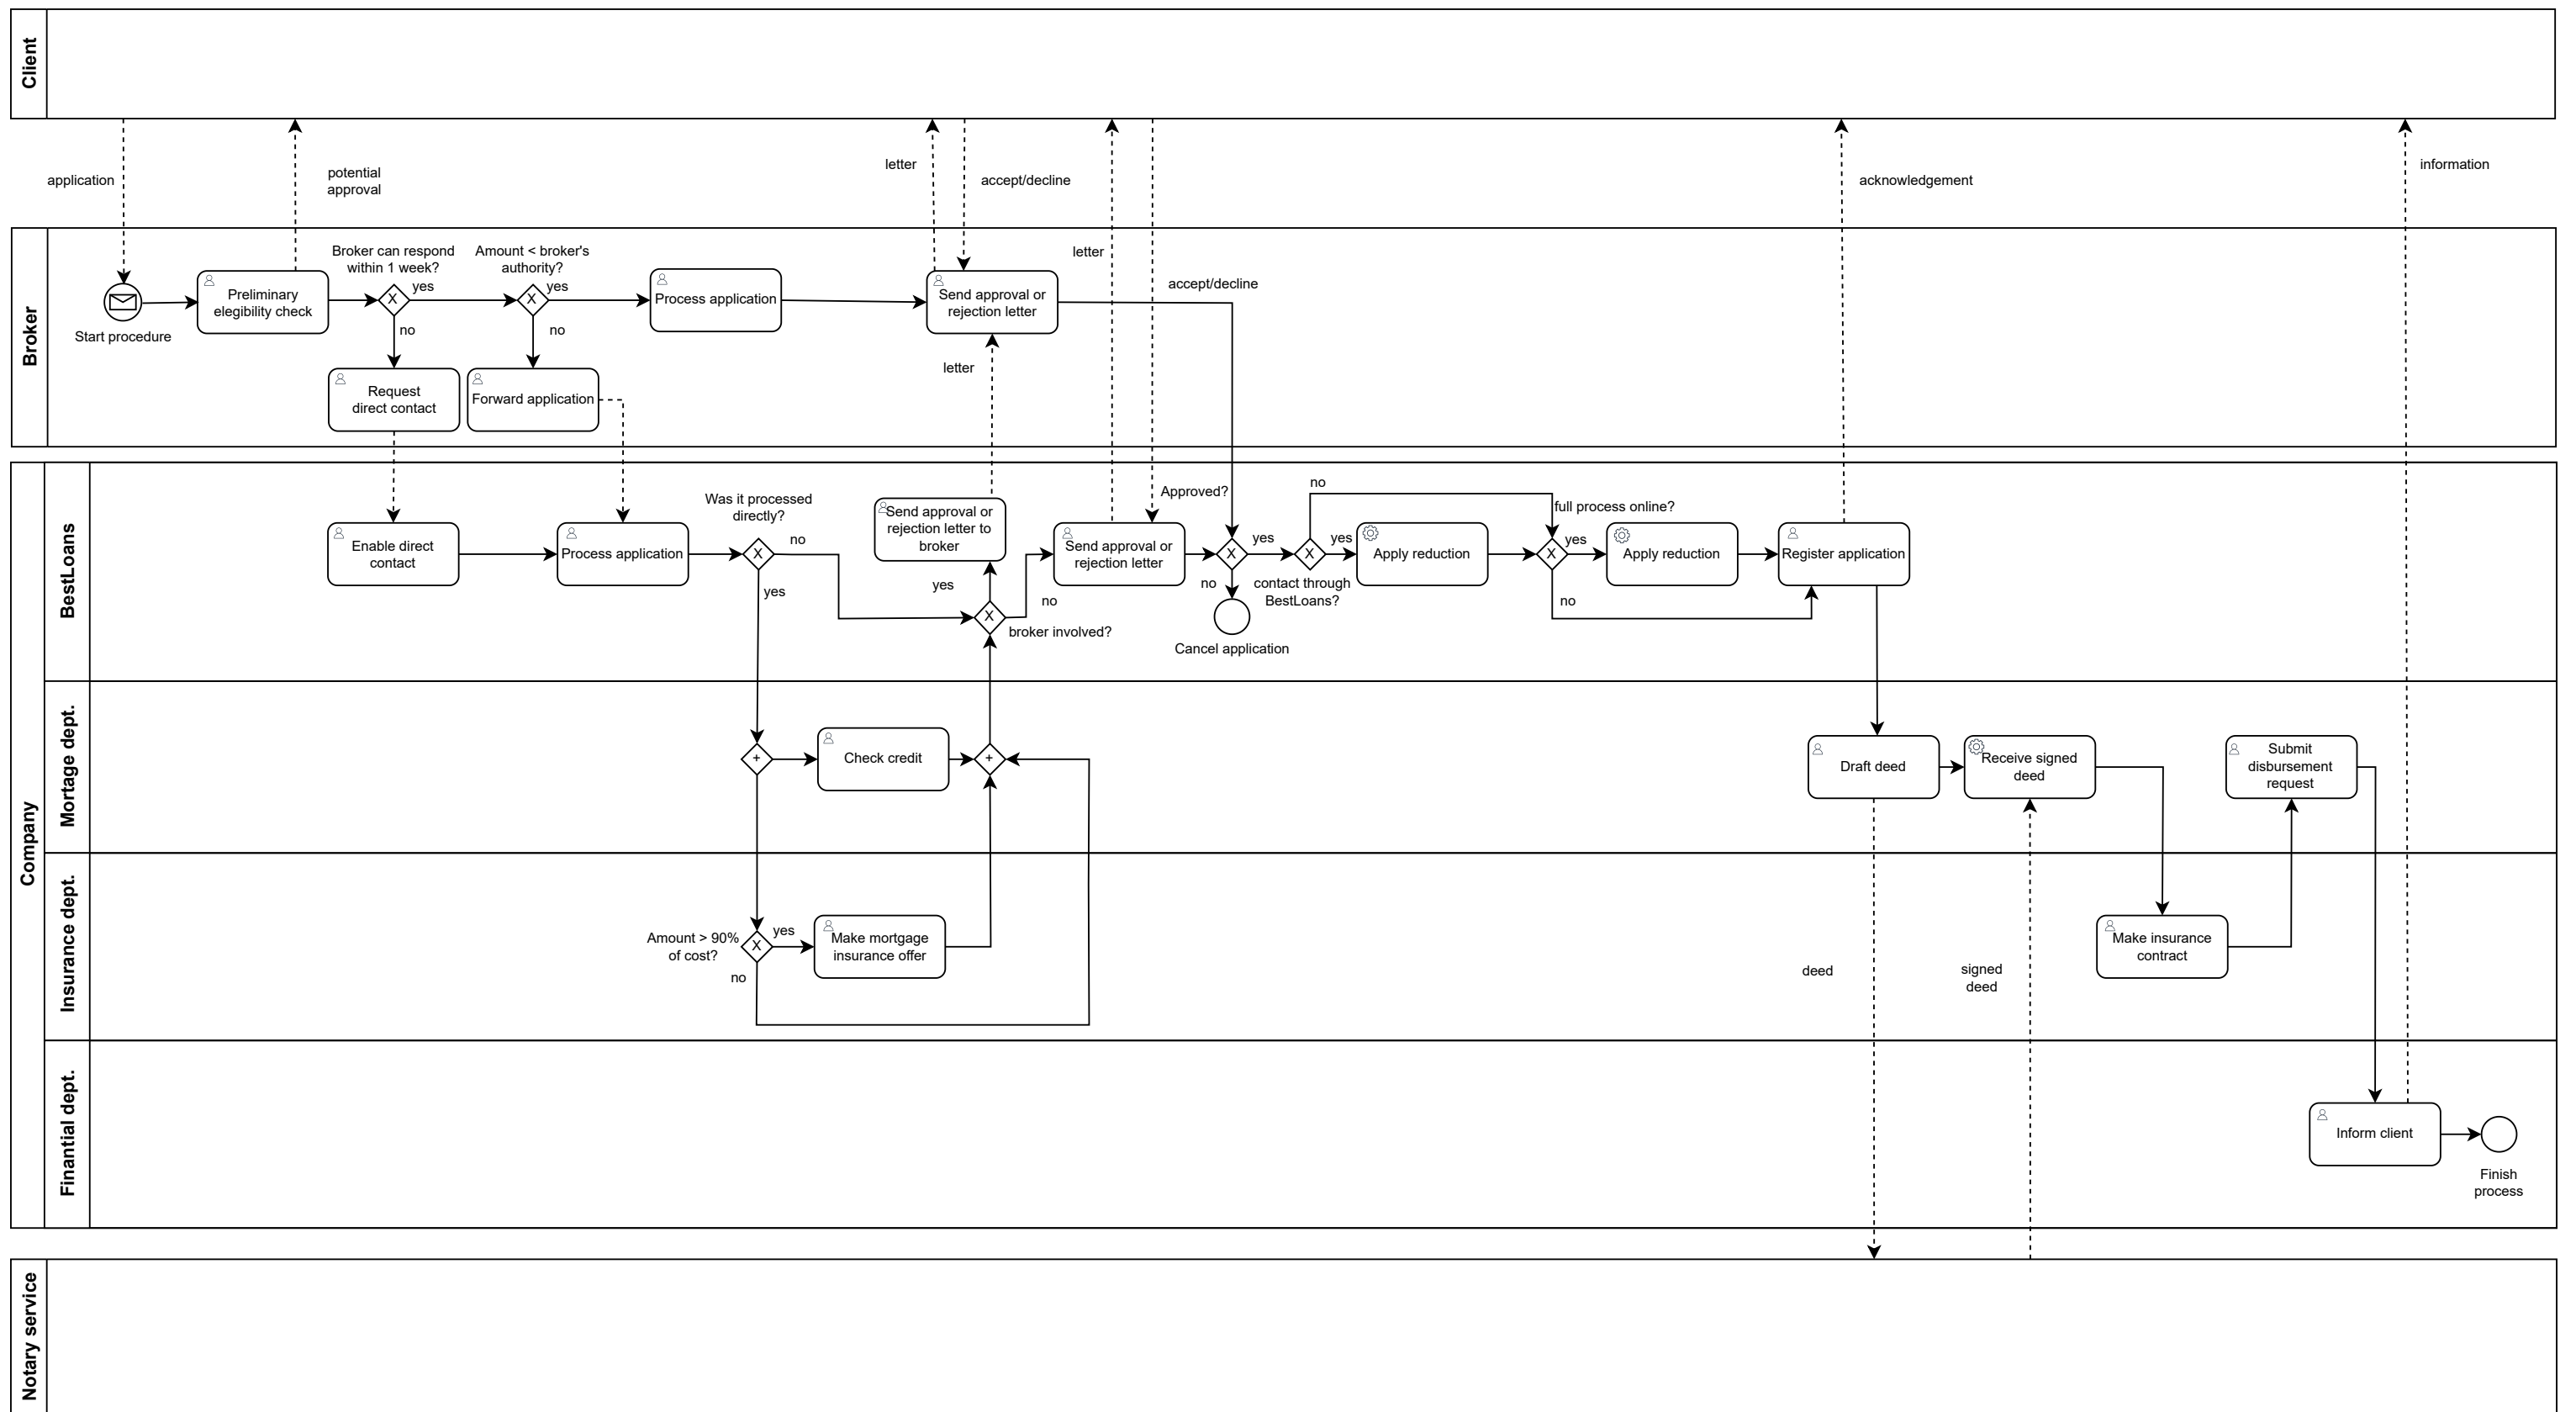 Client
application
potential
approval
letter
accept/decline
acknowledgement
information
Broker
Start procedure
Preliminary
elegibility check
Broker can respond
within 1 week?
yes
no
Amount < broker's
authority?
yes
no
Process application
Send approval or
rejection letter
letter
accept/decline
Request
direct contact
Forward application
letter
Company
BestLoans
Enable direct
contact
Process application
Was it processed
directly?
no
yes
Send approval or
rejection letter to
broker
yes
no
broker involved?
Send approval or
rejection letter
Approved?
yes
no
Cancel application
no
yes
contact through
BestLoans?
Apply reduction
full process online?
yes
no
Apply reduction
Register application
Mortage dept.
+
Check credit
+
Draft deed
Receive signed
deed
Submit
disbursement
request
Insurance dept.
Amount > 90%
of cost?
yes
no
Make mortgage
insurance offer
deed
signed
deed
Make insurance
contract
Finantial dept.
Inform client
Finish
process
Notary service
X
X
X
X
X
X
X
X